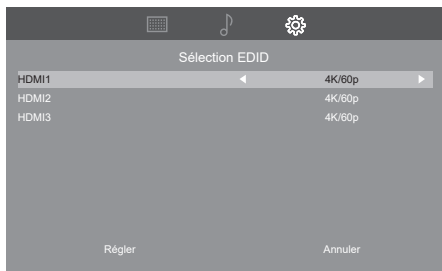 Sélection EDID
HDMI1 4K/60p
HDMI2 4K/60p
HDMI3 4K/60p
Régler Annuler